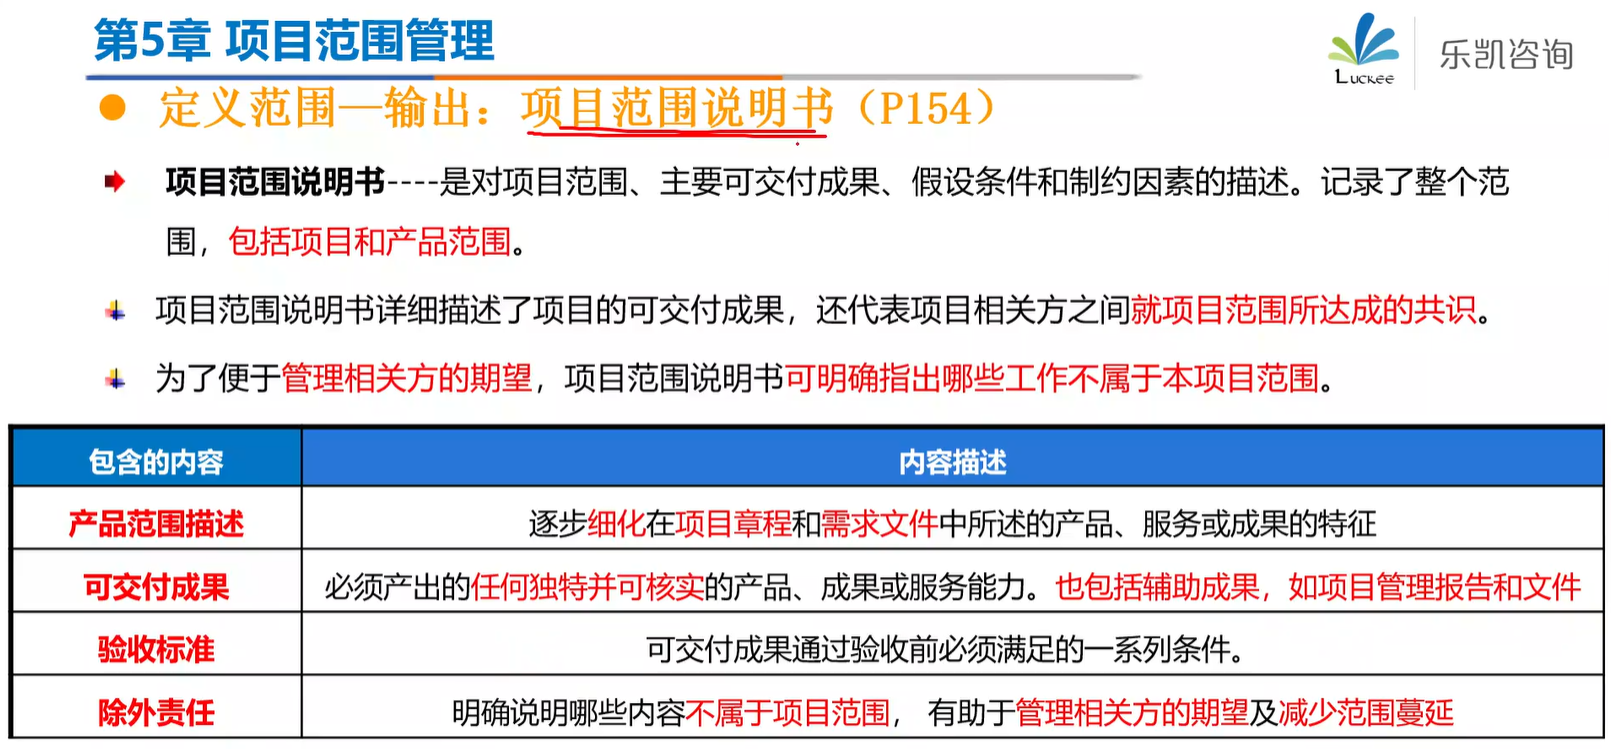 第5章 项目范围管理
LUCKEE
乐凯咨询
定义范围—输出：项目范围说明书（P154）
项目范围说明书----是对项目范围、主要可交付成果、假设条件和制约因素的描述。记录了整个范
围，包括项目和产品范围。
项目范围说明书详细描述了项目的可交付成果，还代表项目相关方之间就项目范围所达成的共识。
为了便于管理相关方的期望，项目范围说明书可明确指出哪些工作不属于本项目范围。
包含的内容 内容描述
产品范围描述 逐步细化在项目章程和需求文件中所述的产品、服务或成果的特征
可交付成果 必须产出的任何独特并可核实的产品、成果或服务能力。也包括辅助成果，如项目管理报告和文件
验收标准 可交付成果通过验收前必须满足的一系列条件。
除外责任 明确说明哪些内容不属于项目范围， 有助于管理相关方的期望及减少范围蔓延